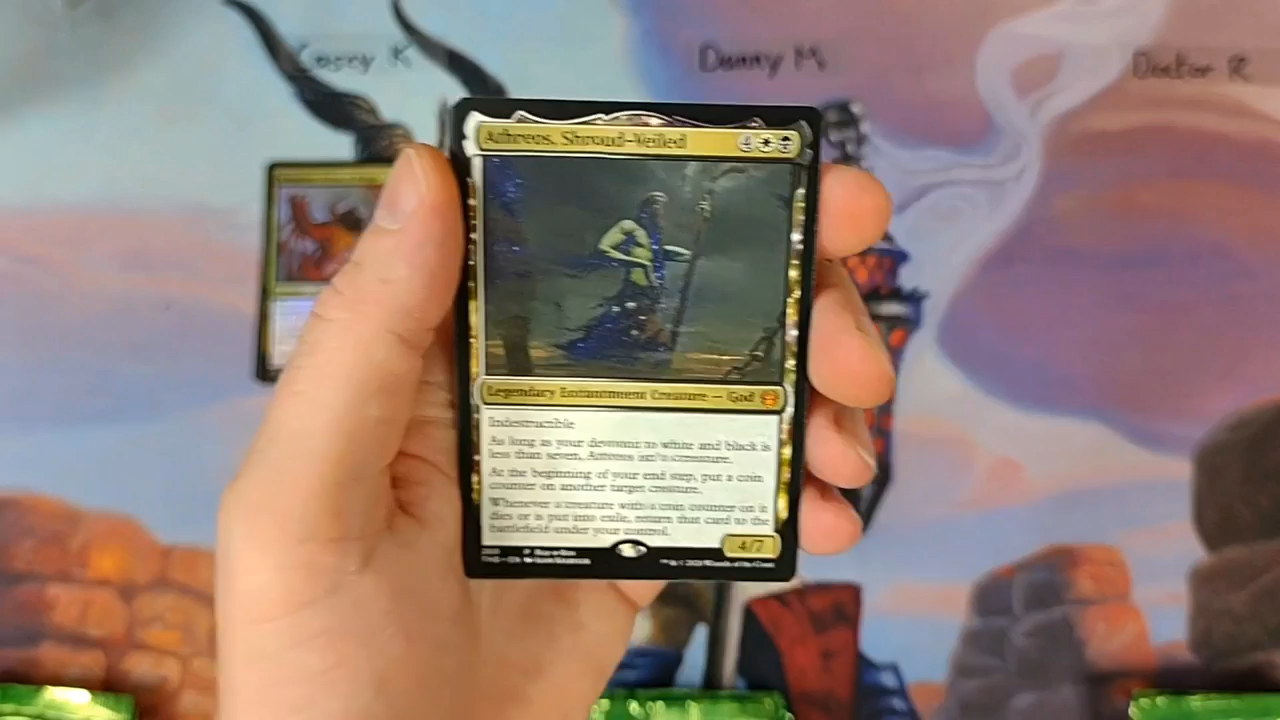 Casey K
Danny M
Doctor R
Athreos, Shroud-Veiled
4
Legendary Enchantment Creature — God
Indestructible
As long as your devotion to white and black is
less than seven, Athreos isn't a creature.
At the beginning of your end step, put a coin
counter on another target creature.
Whenever a creature with a coin counter on it
dies or is put into exile, return that card to the
battlefield under your control.
4/7